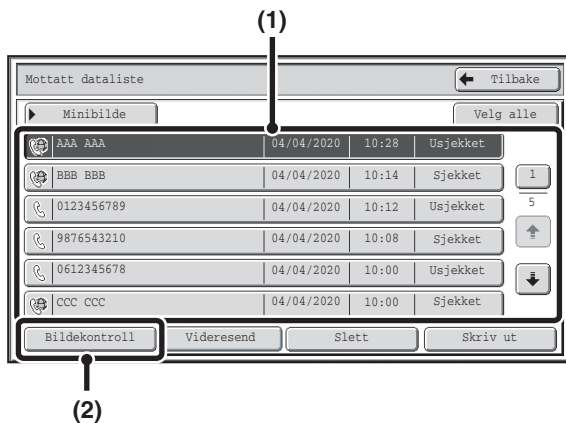 (1)
Mottatt dataliste Tilbake
Minibilde Velg alle
AAA AAA 04/04/2020 10:28 Usjekket
BBB BBB 04/04/2020 10:14 Sjekket 1
0123456789 04/04/2020 10:12 Usjekket 5
9876543210 04/04/2020 10:08 Sjekket
0612345678 04/04/2020 10:00 Usjekket
CCC CCC 04/04/2020 10:00 Sjekket
Bildekontroll Videresend Slett Skriv ut
(2)